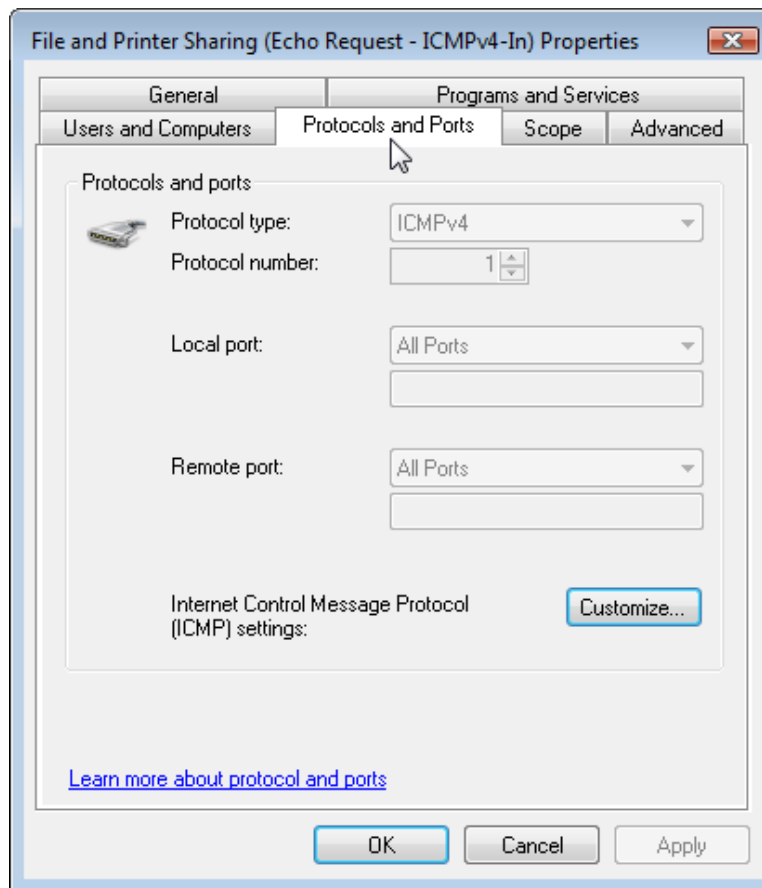 File and Printer Sharing (Echo Request - ICMPv4-In) Properties
General
Programs and Services
Users and Computers
Protocols and Ports
Scope
Advanced
Protocols and ports
Protocol type:
ICMPv4
Protocol number:
1
Local port:
All Ports
Remote port:
All Ports
Internet Control Message Protocol
(ICMP) settings:
Customize...
Learn more about protocol and ports
OK
Cancel
Apply